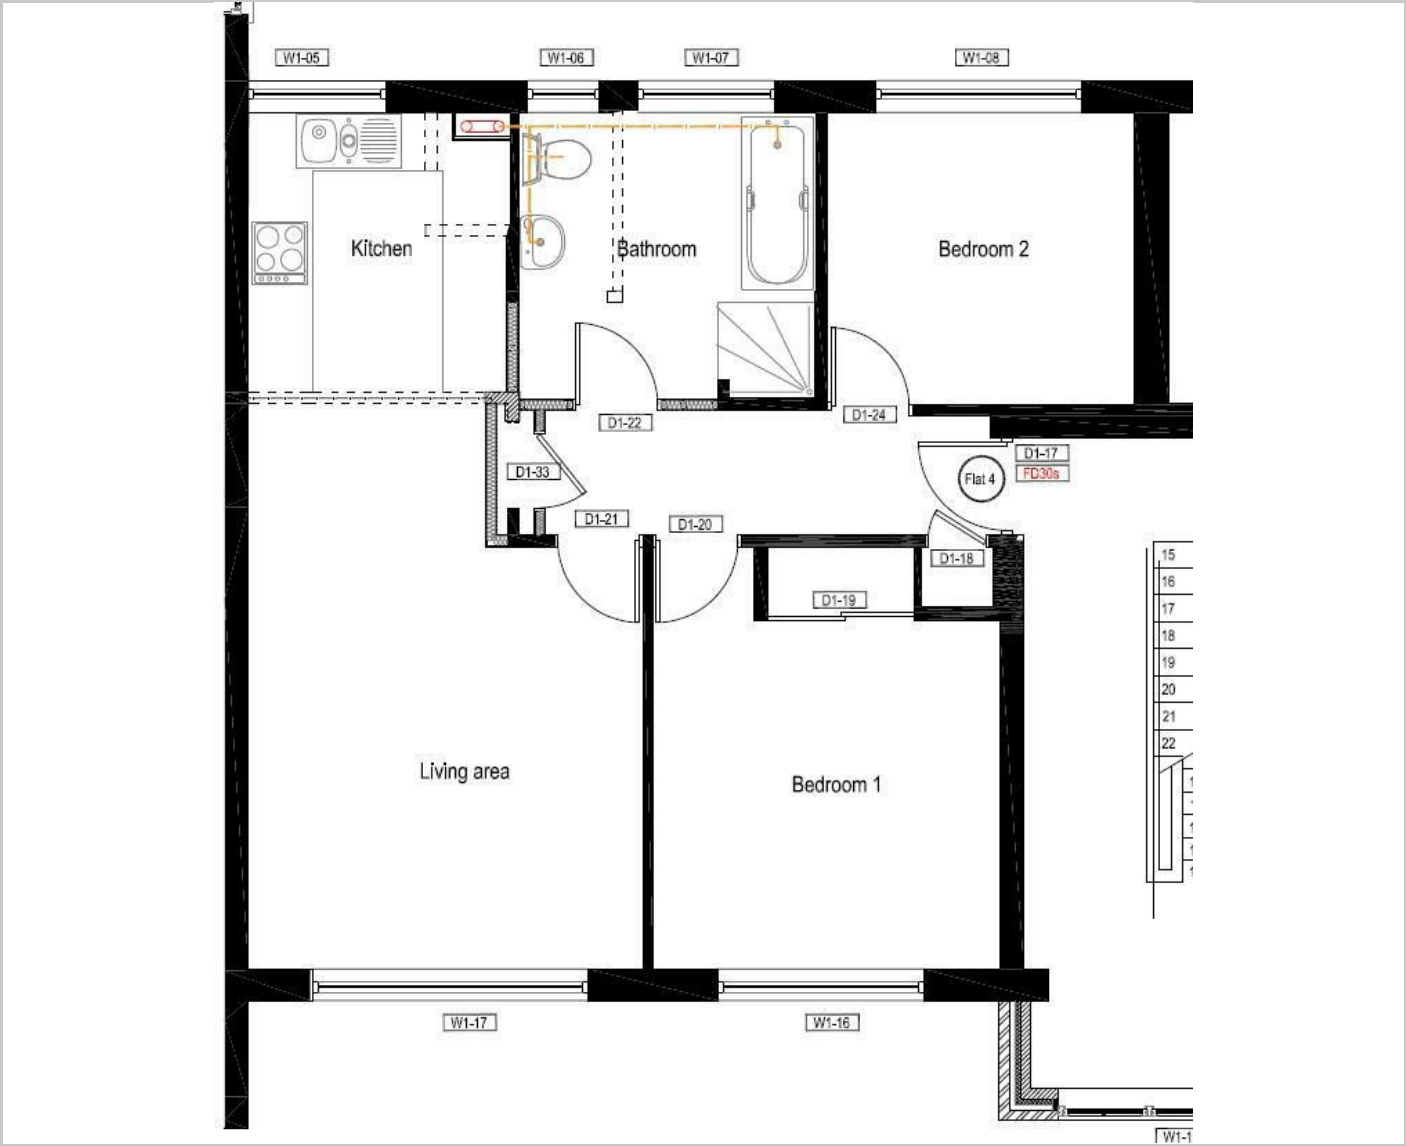 W1-05
W1-06
W1-07
W1-08
Kitchen
Bathroom
Bedroom 2
D1-22
D1-24
D1-17
FD30s
D1-33
Flat 4
D1-21
D1-20
D1-18
D1-19
15
16
17
18
19
20
21
22
Living area
Bedroom 1
W1-17
W1-16
W1-1